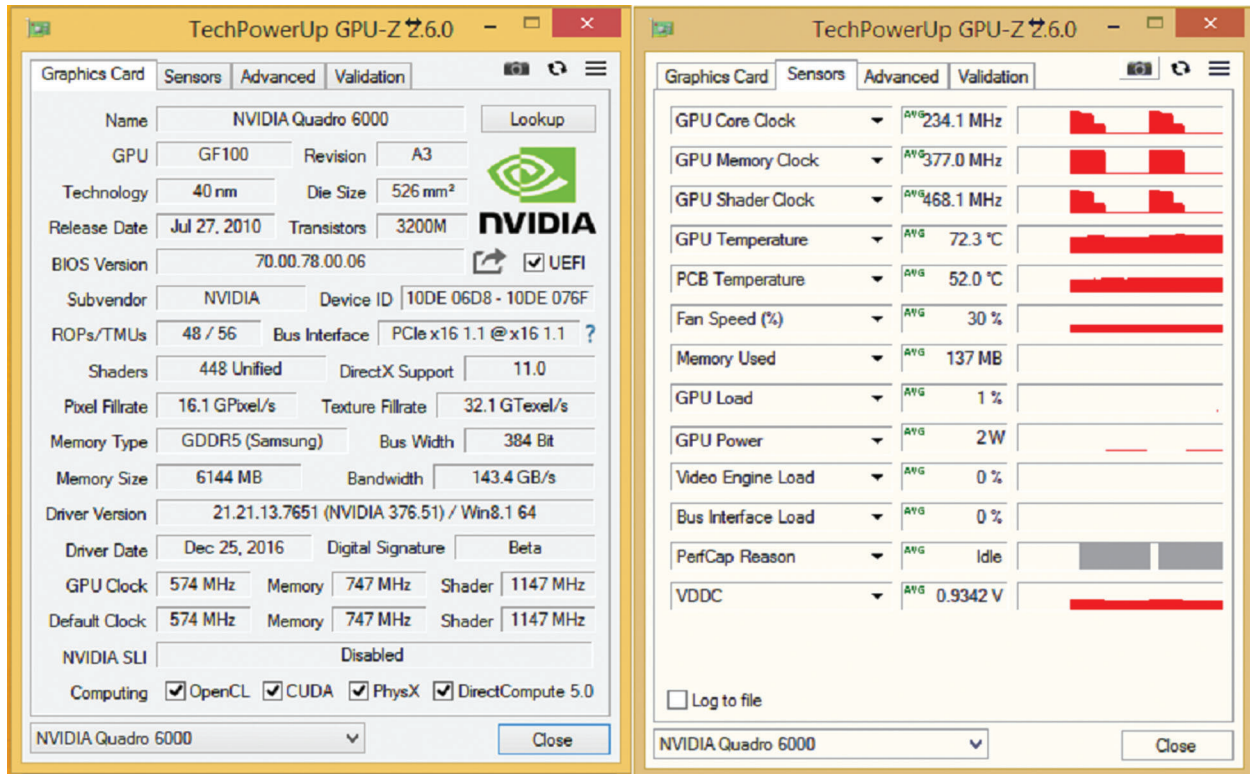 TechPowerUp GPU-Z 2.6.0
Graphics Card Sensors Advanced Validation
Name NVIDIA Quadro 6000 Lookup
GPU GF100 Revision A3
Technology 40 nm Die Size 526 mm²
Release Date Jul 27, 2010 Transistors 3200M
NVIDIA
BIOS Version 70.00.78.00.06 UEFI
Subvendor NVIDIA Device ID 10DE 06D8 - 10DE 076F
ROPs/TMUs 48 / 56 Bus Interface PCIe x16 1.1 @ x16 1.1 ?
Shaders 448 Unified DirectX Support 11.0
Pixel Fillrate 16.1 GPixel/s Texture Fillrate 32.1 GTexel/s
Memory Type GDDR5 (Samsung) Bus Width 384 Bit
Memory Size 6144 MB Bandwidth 143.4 GB/s
Driver Version 21.21.13.7651 (NVIDIA 376.51) / Win8.1 64
Driver Date Dec 25, 2016 Digital Signature Beta
GPU Clock 574 MHz Memory 747 MHz Shader 1147 MHz
Default Clock 574 MHz Memory 747 MHz Shader 1147 MHz
NVIDIA SLI Disabled
Computing OpenCL CUDA PhysX DirectCompute 5.0
NVIDIA Quadro 6000 Close
TechPowerUp GPU-Z 2.6.0
Graphics Card Sensors Advanced Validation
GPU Core Clock AVG 234.1 MHz
GPU Memory Clock AVG 377.0 MHz
GPU Shader Clock AVG 468.1 MHz
GPU Temperature AVG 72.3 °C
PCB Temperature AVG 52.0 °C
Fan Speed (%) AVG 30 %
Memory Used AVG 137 MB
GPU Load AVG 1 %
GPU Power AVG 2 W
Video Engine Load AVG 0 %
Bus Interface Load AVG 0 %
PerfCap Reason AVG Idle
VDDC AVG 0.9342 V
Log to file
NVIDIA Quadro 6000 Close